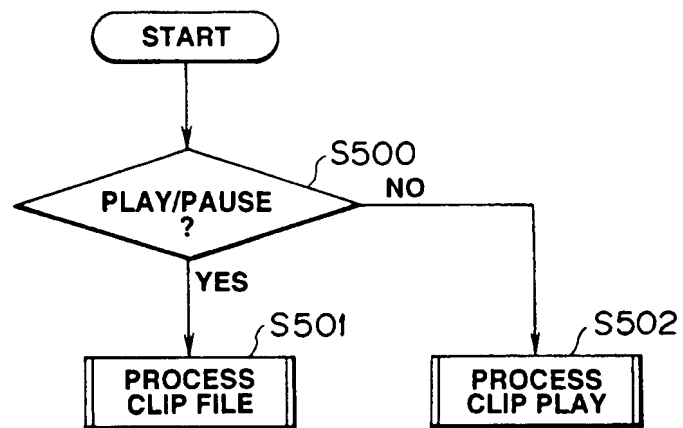 START
S500
PLAY/PAUSE
?
NO
YES
S501
PROCESS
CLIP FILE
S502
PROCESS
CLIP PLAY